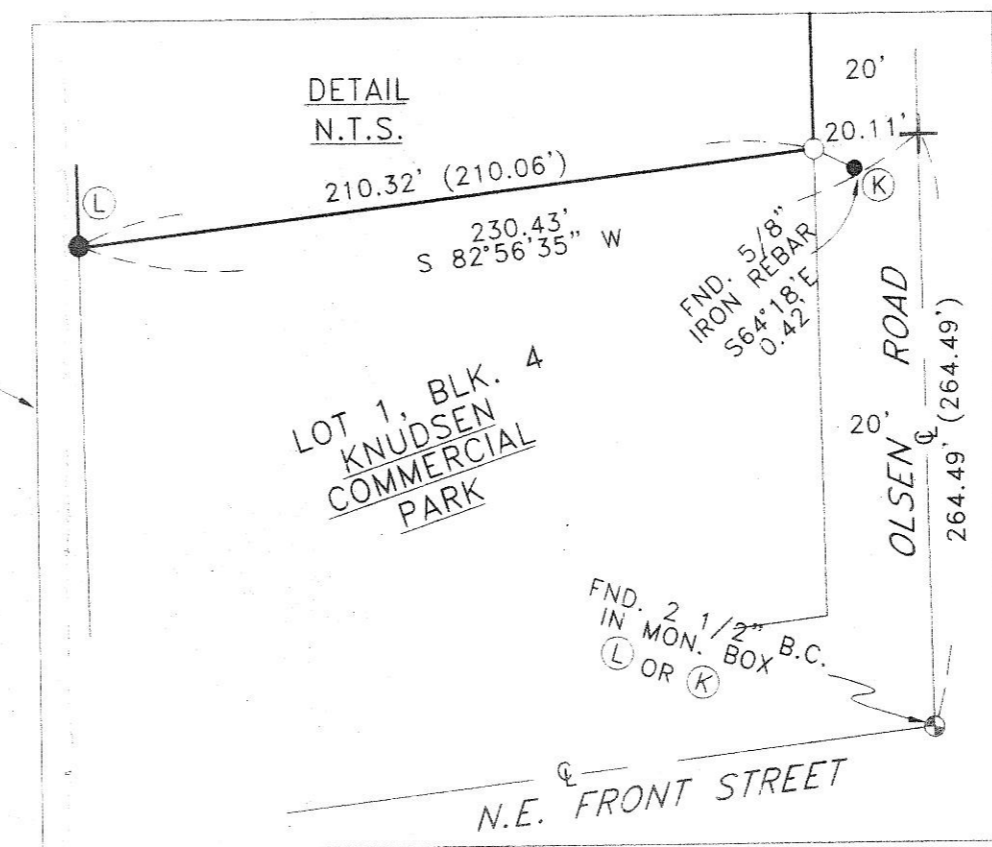 DETAIL
N.T.S.
20'
20.11'
210.32' (210.06')
L
K
230.43'
S 82°56'35" W
FND. 5/8"
IRON REBAR
S64°18'E
0.42'
LOT 1, BLK. 4
KNUDSEN
COMMERCIAL
PARK
20'
OLSEN ROAD
℄
264.49' (264.49')
FND. 2 1/2" B.C.
IN MON. BOX
L OR K
℄
N.E. FRONT STREET